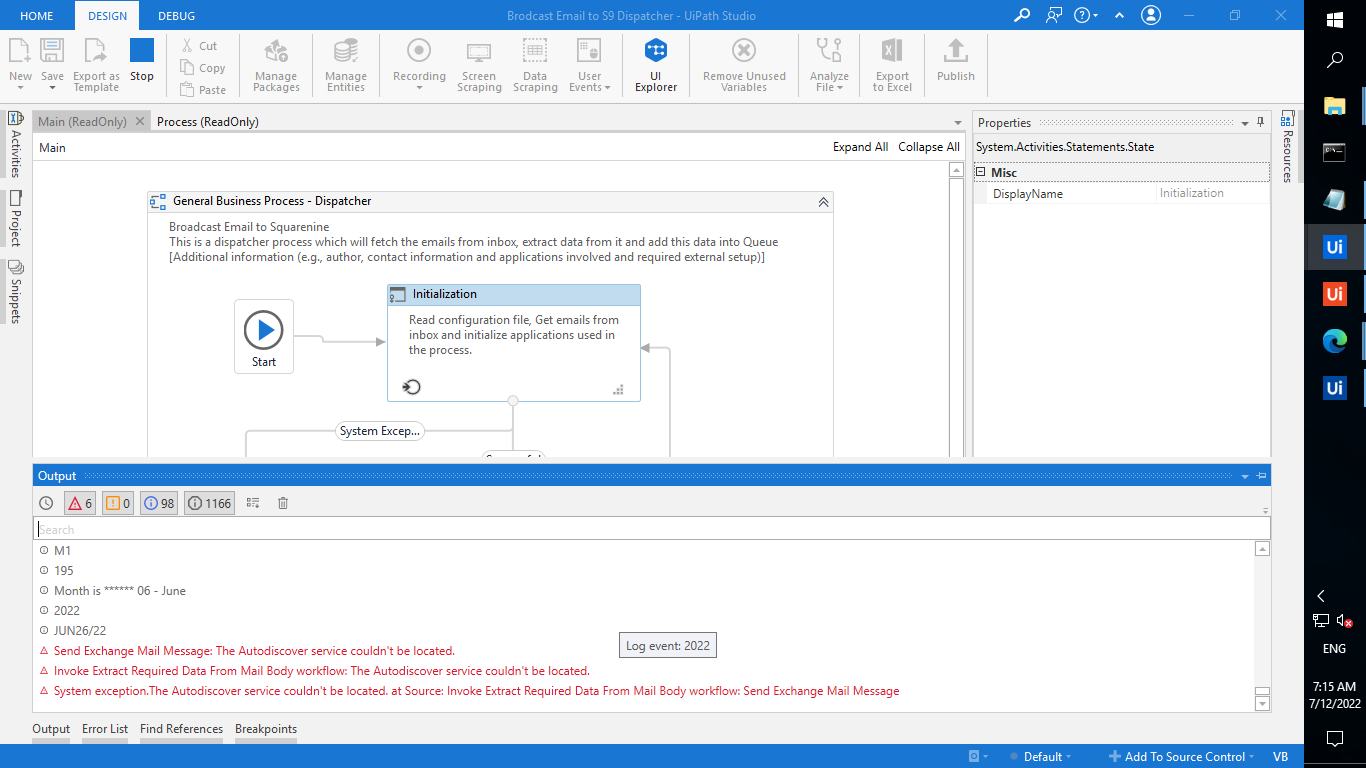 HOME DESIGN DEBUG Brodcast Email to S9 Dispatcher - UiPath Studio
New Save Export as Template Stop Cut Copy Paste Manage Packages Manage Entities Recording Screen Scraping Data Scraping User Events UI Explorer Remove Unused Variables Analyze File Export to Excel Publish
Main (ReadOnly) Process (ReadOnly)
Main Expand All Collapse All
Activities
Project
Snippets
General Business Process - Dispatcher
Broadcast Email to Squarenine
This is a dispatcher process which will fetch the emails from inbox, extract data from it and add this data into Queue
[Additional information (e.g., author, contact information and applications involved and required external setup)]
Start
Initialization
Read configuration file, Get emails from
inbox and initialize applications used in
the process.
System Excep...
Properties
System.Activities.Statements.State
Misc
DisplayName Initialization
Resources
Output
6 0 98 1166
Search
M1
195
Month is ****** 06 - June
2022
JUN26/22
Log event: 2022
Send Exchange Mail Message: The Autodiscover service couldn't be located.
Invoke Extract Required Data From Mail Body workflow: The Autodiscover service couldn't be located.
System exception.The Autodiscover service couldn't be located. at Source: Invoke Extract Required Data From Mail Body workflow: Send Exchange Mail Message
Output Error List Find References Breakpoints
Default Add To Source Control VB
Ui
Ui
Ui
ENG
7:15 AM
7/12/2022